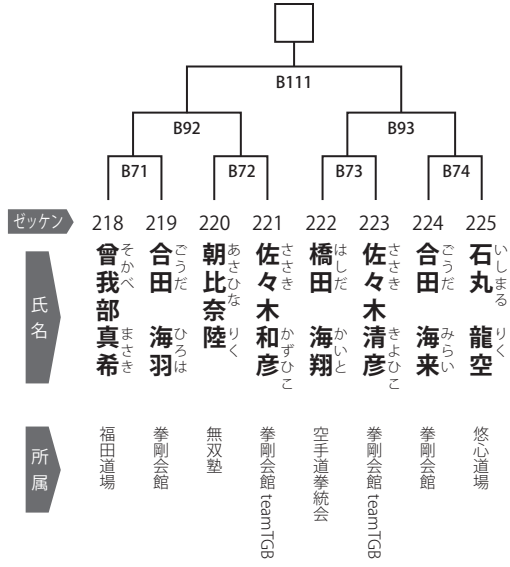 B111
B92
B93
B71
B72
B73
B74
ゼッケン
218
219
220
221
222
223
224
225
氏名
曾我部真希
そかべ
まさき
合田海羽
ごうだ
ひろは
朝比奈陸
あさひな
りく
佐々木和彦
ささき
かずひこ
橋田海翔
はしだ
かいと
佐々木清彦
ささき
きよひこ
合田海来
ごうだ
みらい
石丸龍空
いしまる
りく
所属
福田道場
拳剛会館
無双塾
拳剛会館 teamTGB
空手道拳統会
拳剛会館 teamTGB
拳剛会館
悠心道場